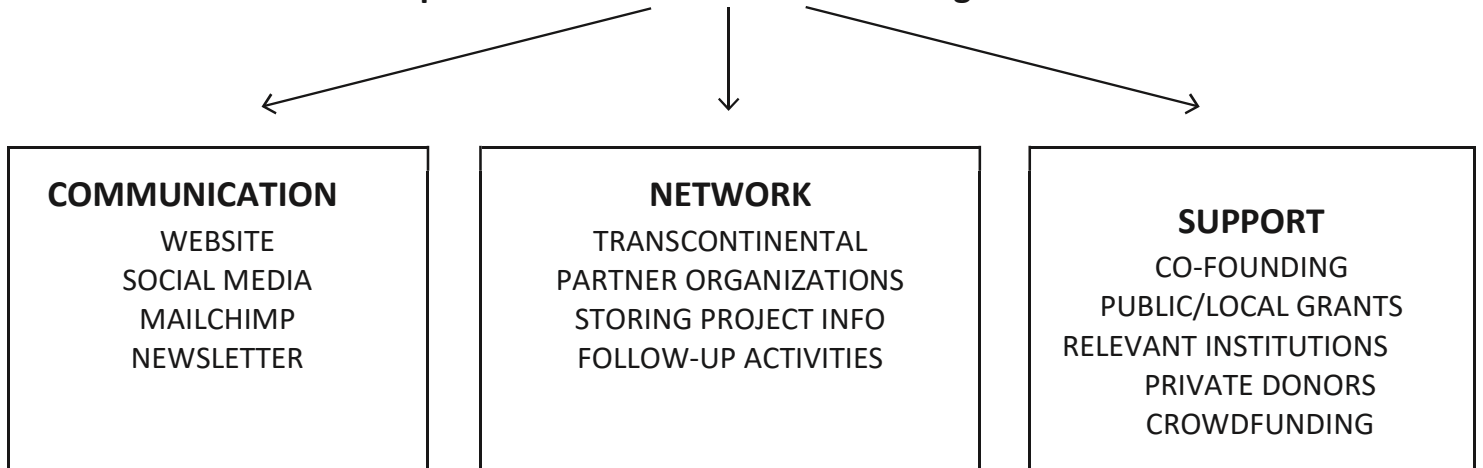 COMMUNICATION
WEBSITE
SOCIAL MEDIA
MAILCHIMP
NEWSLETTER
NETWORK
TRANSCONTINENTAL
PARTNER ORGANIZATIONS
STORING PROJECT INFO
FOLLOW-UP ACTIVITIES
SUPPORT
CO-FOUNDING
PUBLIC/LOCAL GRANTS
RELEVANT INSTITUTIONS
PRIVATE DONORS
CROWDFUNDING